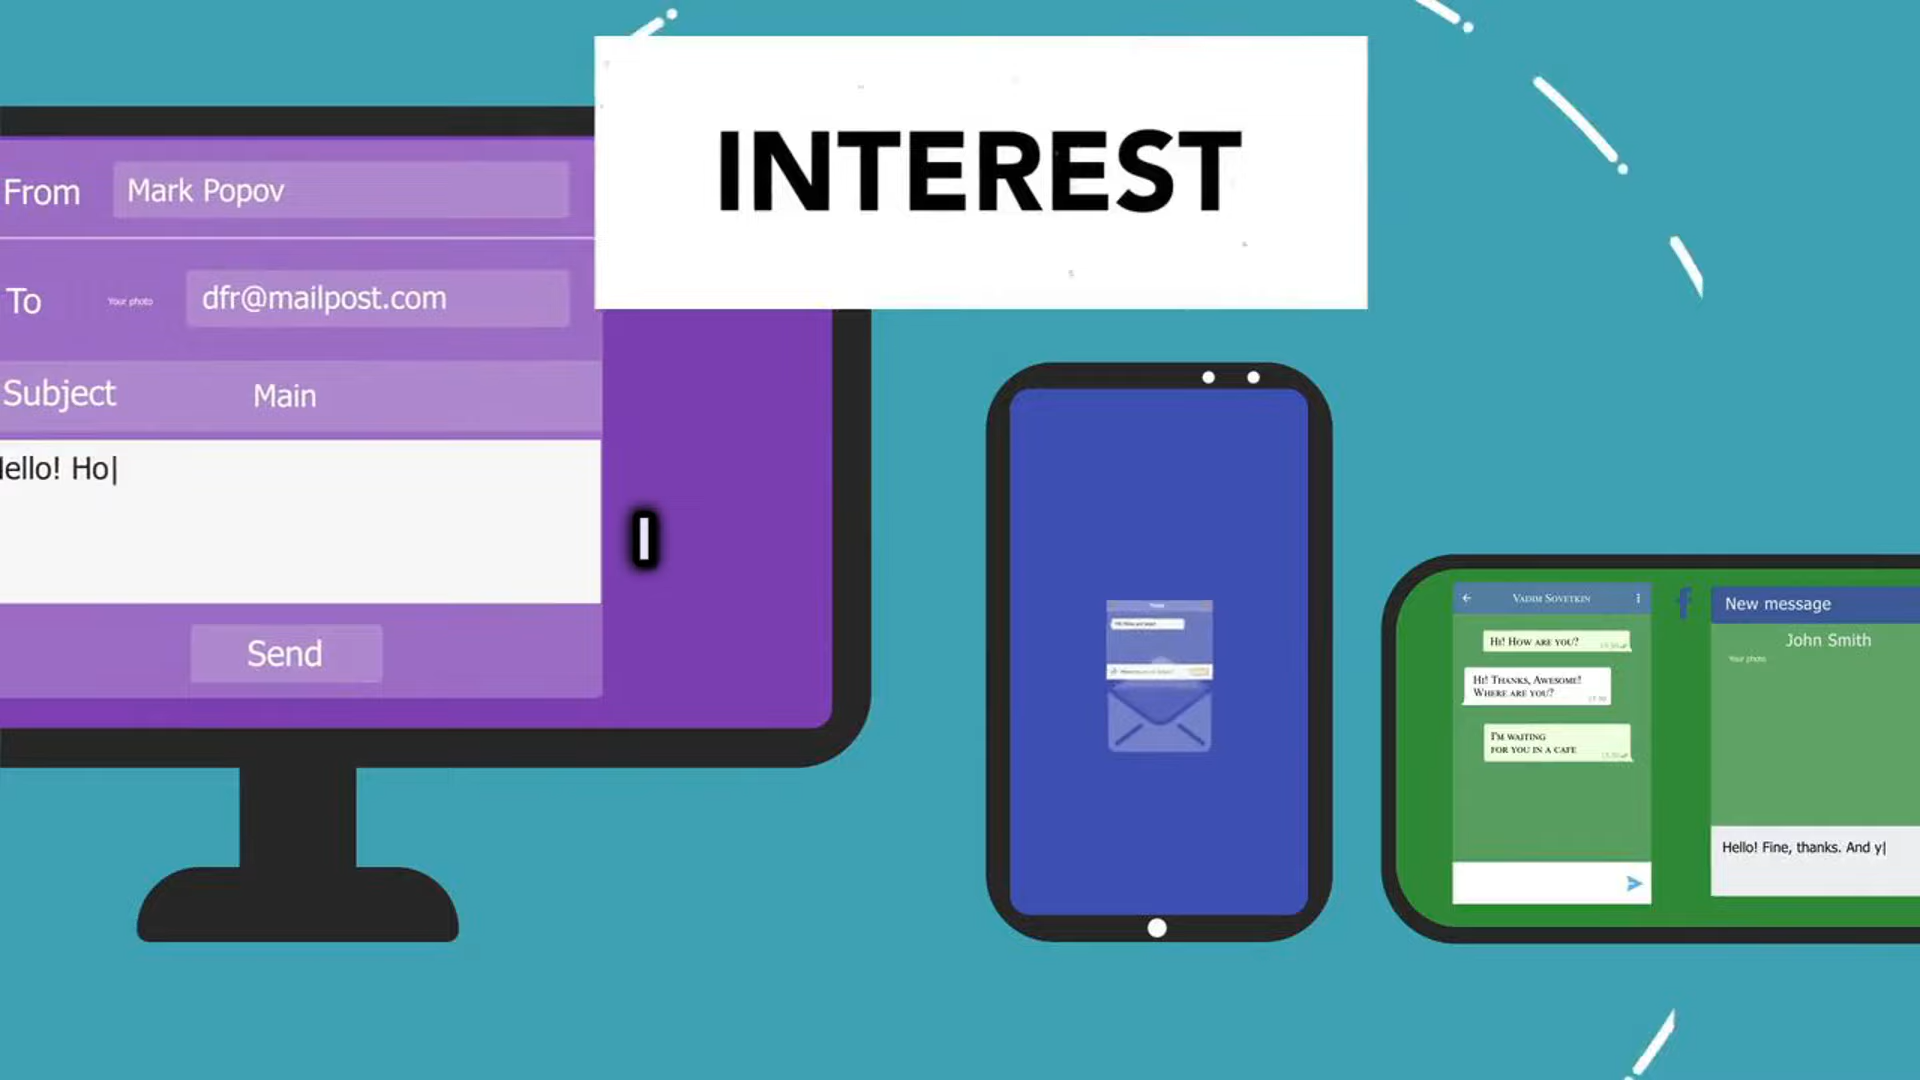 INTEREST
From Mark Popov
To Your photo dfr@mailpost.com
Subject Main
ello! Ho|
Send
I
VADIM SOVETKIN
HI! HOW ARE YOU?
HI! THANKS, AWESOME!
WHERE ARE YOU?
I'M WAITING
FOR YOU IN A CAFE
f
New message
John Smith
Your photo
Hello! Fine, thanks. And y|